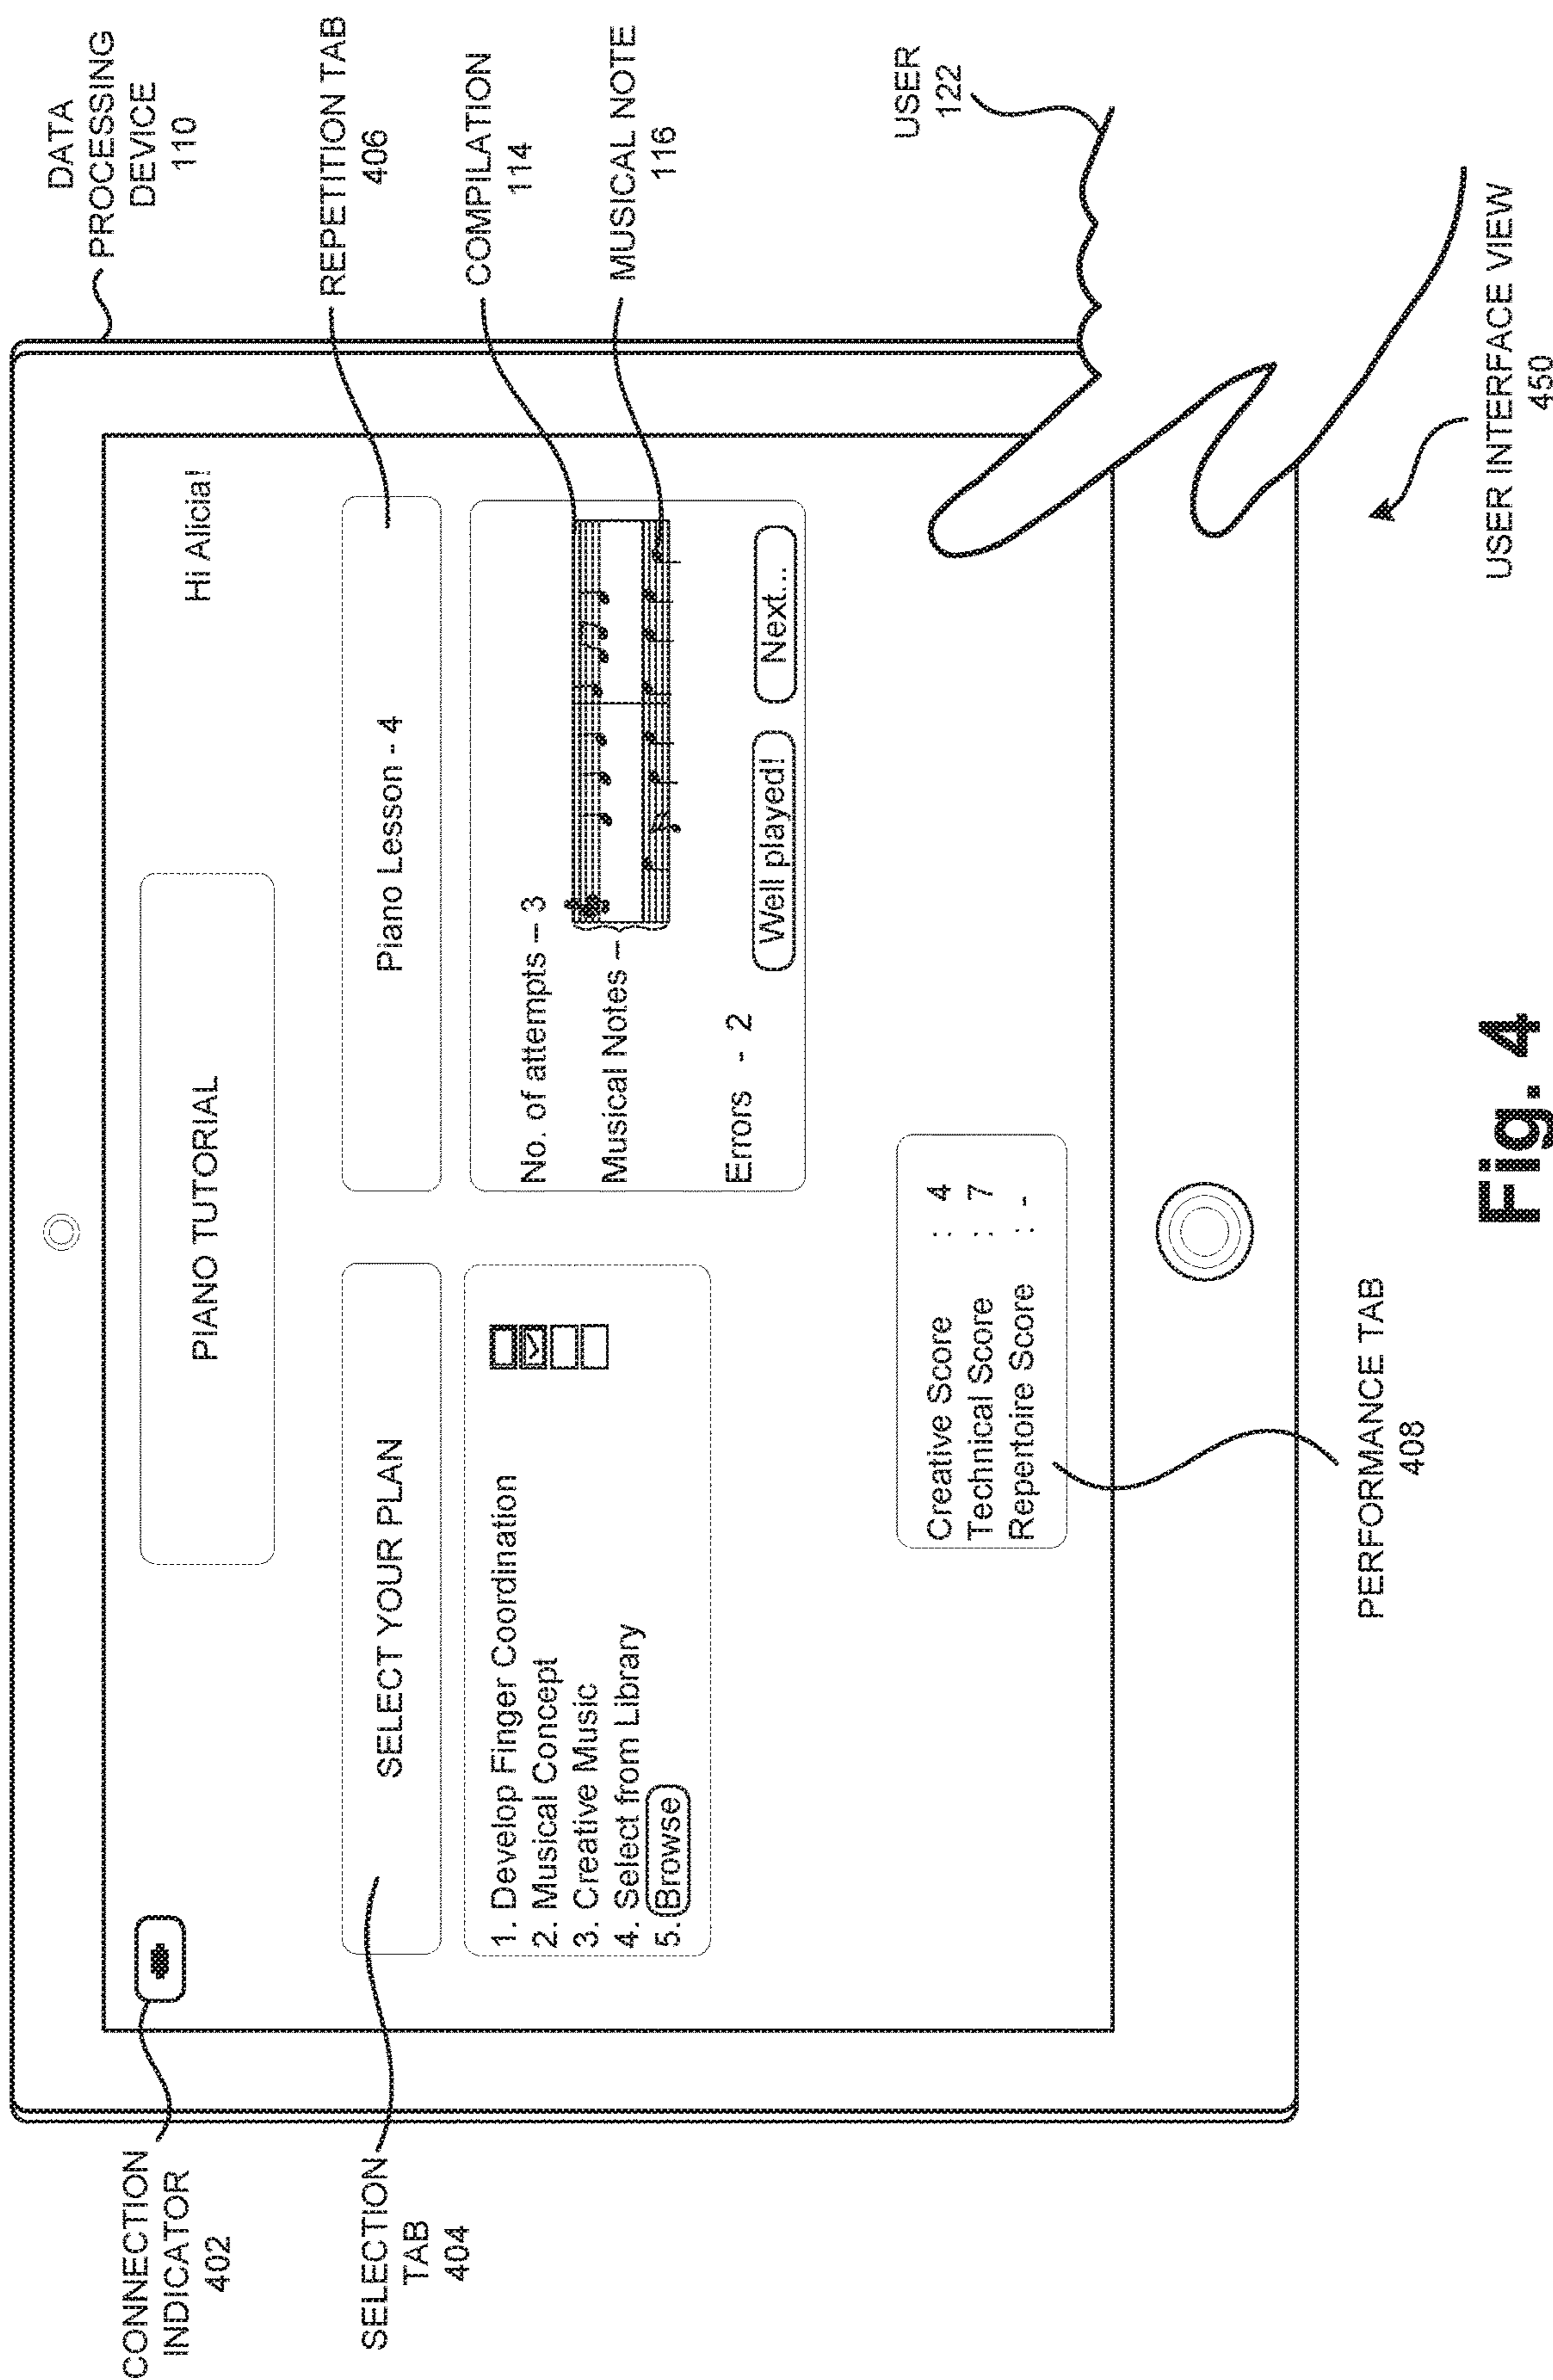 DATA
PROCESSING
DEVICE
110
CONNECTION
INDICATOR
402
PIANO TUTORIAL
Hi Alicia!
SELECTION
TAB
404
SELECT YOUR PLAN
1. Develop Finger Coordination
2. Musical Concept
3. Creative Music
4. Select from Library
5. Browse
REPETITION TAB
406
Piano Lesson - 4
No. of attempts – 3
Musical Notes –
Errors - 2
Well played!
Next...
COMPILATION
114
MUSICAL NOTE
116
Creative Score : 4
Technical Score : 7
Repertoire Score : -
USER
122
PERFORMANCE TAB
408
USER INTERFACE VIEW
450
Fig. 4